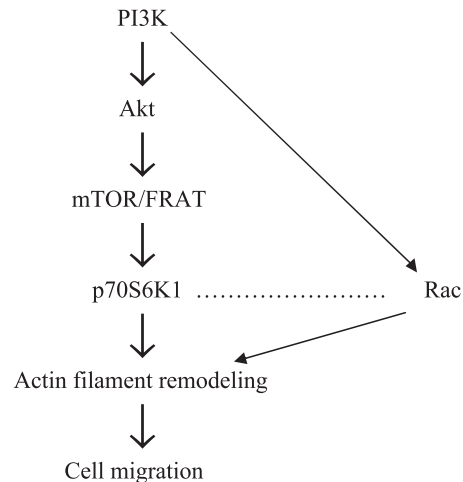 PI3K
Akt
mTOR/FRAT
p70S6K1 ........................ Rac
Actin filament remodeling
Cell migration